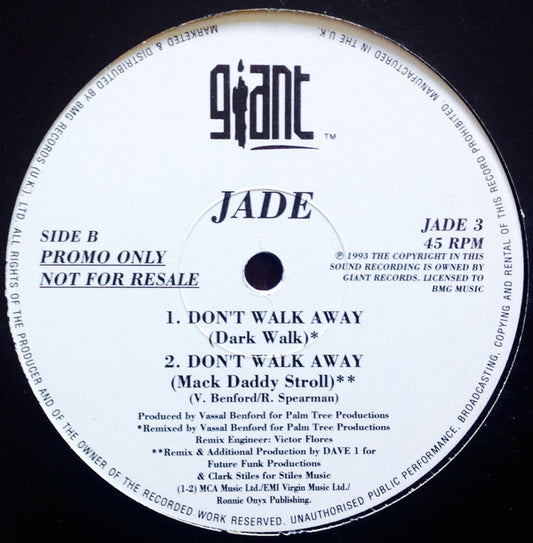 giant ™
JADE
SIDE B
PROMO ONLY
NOT FOR RESALE
JADE 3
45 RPM
℗ 1993 THE COPYRIGHT IN THIS
SOUND RECORDING IS OWNED BY
GIANT RECORDS. LICENSED TO
BMG MUSIC
1. DON'T WALK AWAY
(Dark Walk)*
2. DON'T WALK AWAY
(Mack Daddy Stroll)**
(V. Benford/R. Spearman)
Produced by Vassal Benford for Palm Tree Productions
*Remixed by Vassal Benford for Palm Tree Productions
Remix Engineer: Victor Flores
**Remix & Additional Production by DAVE 1 for
Future Funk Productions
& Clark Stiles for Stiles Music
(1-2) MCA Music Ltd./EMI Virgin Music Ltd./
Ronnie Onyx Publishing.
MARKETED & DISTRIBUTED BY BMG RECORDS (U.K.) LTD. ALL RIGHTS OF THE PRODUCER AND OF THE OWNER OF THE RECORDED WORK RESERVED. UNAUTHORISED PUBLIC PERFORMANCE, BROADCASTING, COPYING AND RENTAL OF THIS RECORD PROHIBITED. MANUFACTURED IN THE U.K.